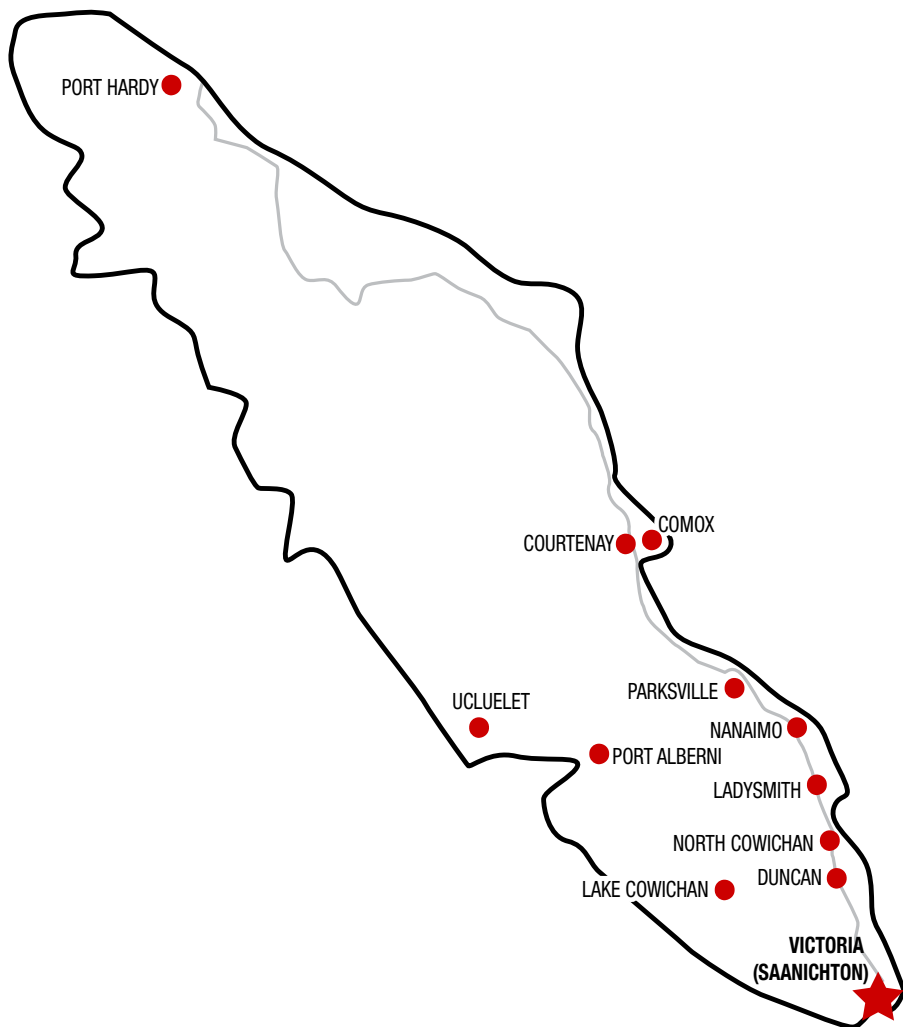 PORT HARDY
COMOX
COURTENAY
PARKSVILLE
UCLUELET
NANAIMO
PORT ALBERNI
LADYSMITH
NORTH COWICHAN
DUNCAN
LAKE COWICHAN
VICTORIA
(SAANICHTON)